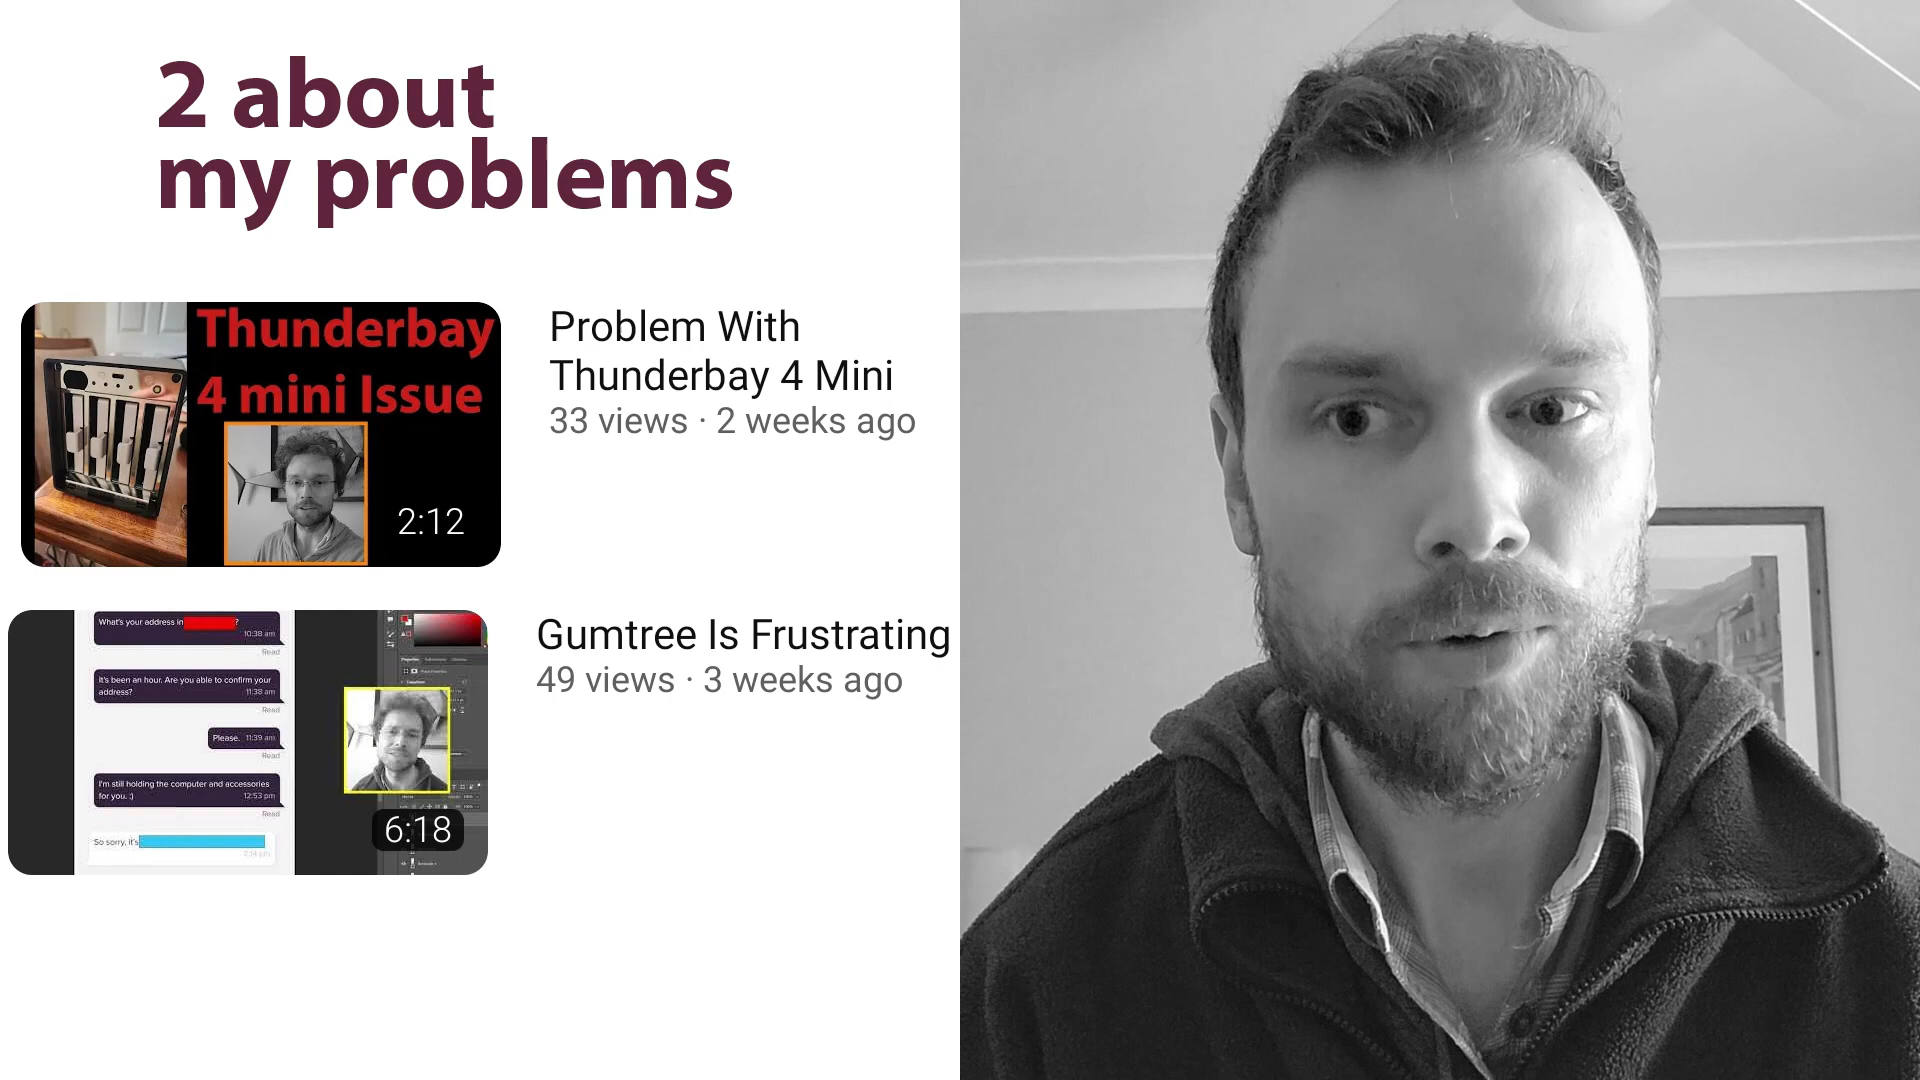 2 about
my problems
Thunderbay
4 mini Issue
2:12
Problem With
Thunderbay 4 Mini
33 views · 2 weeks ago
What's your address in ?
10:38 am
Read
It's been an hour. Are you able to confirm your
address?
11:38 am
Read
Please. 11:39 am
Read
I'm still holding the computer and accessories
for you. :)
12:53 pm
Read
So sorry, it's
2:14 pm
6:18
Gumtree Is Frustrating
49 views · 3 weeks ago